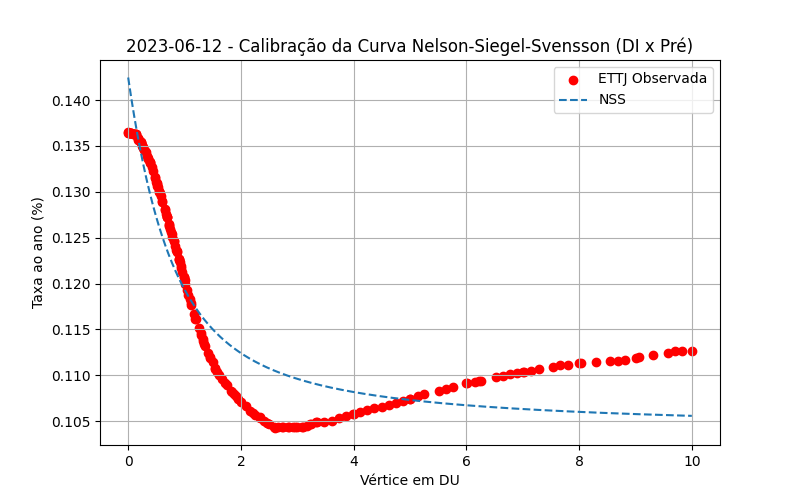 2023-06-12 - Calibração da Curva Nelson-Siegel-Svensson (DI x Pré)
ETTJ Observada
NSS
Taxa ao ano (%)
0.140
0.135
0.130
0.125
0.120
0.115
0.110
0.105
0
2
4
6
8
10
Vértice em DU